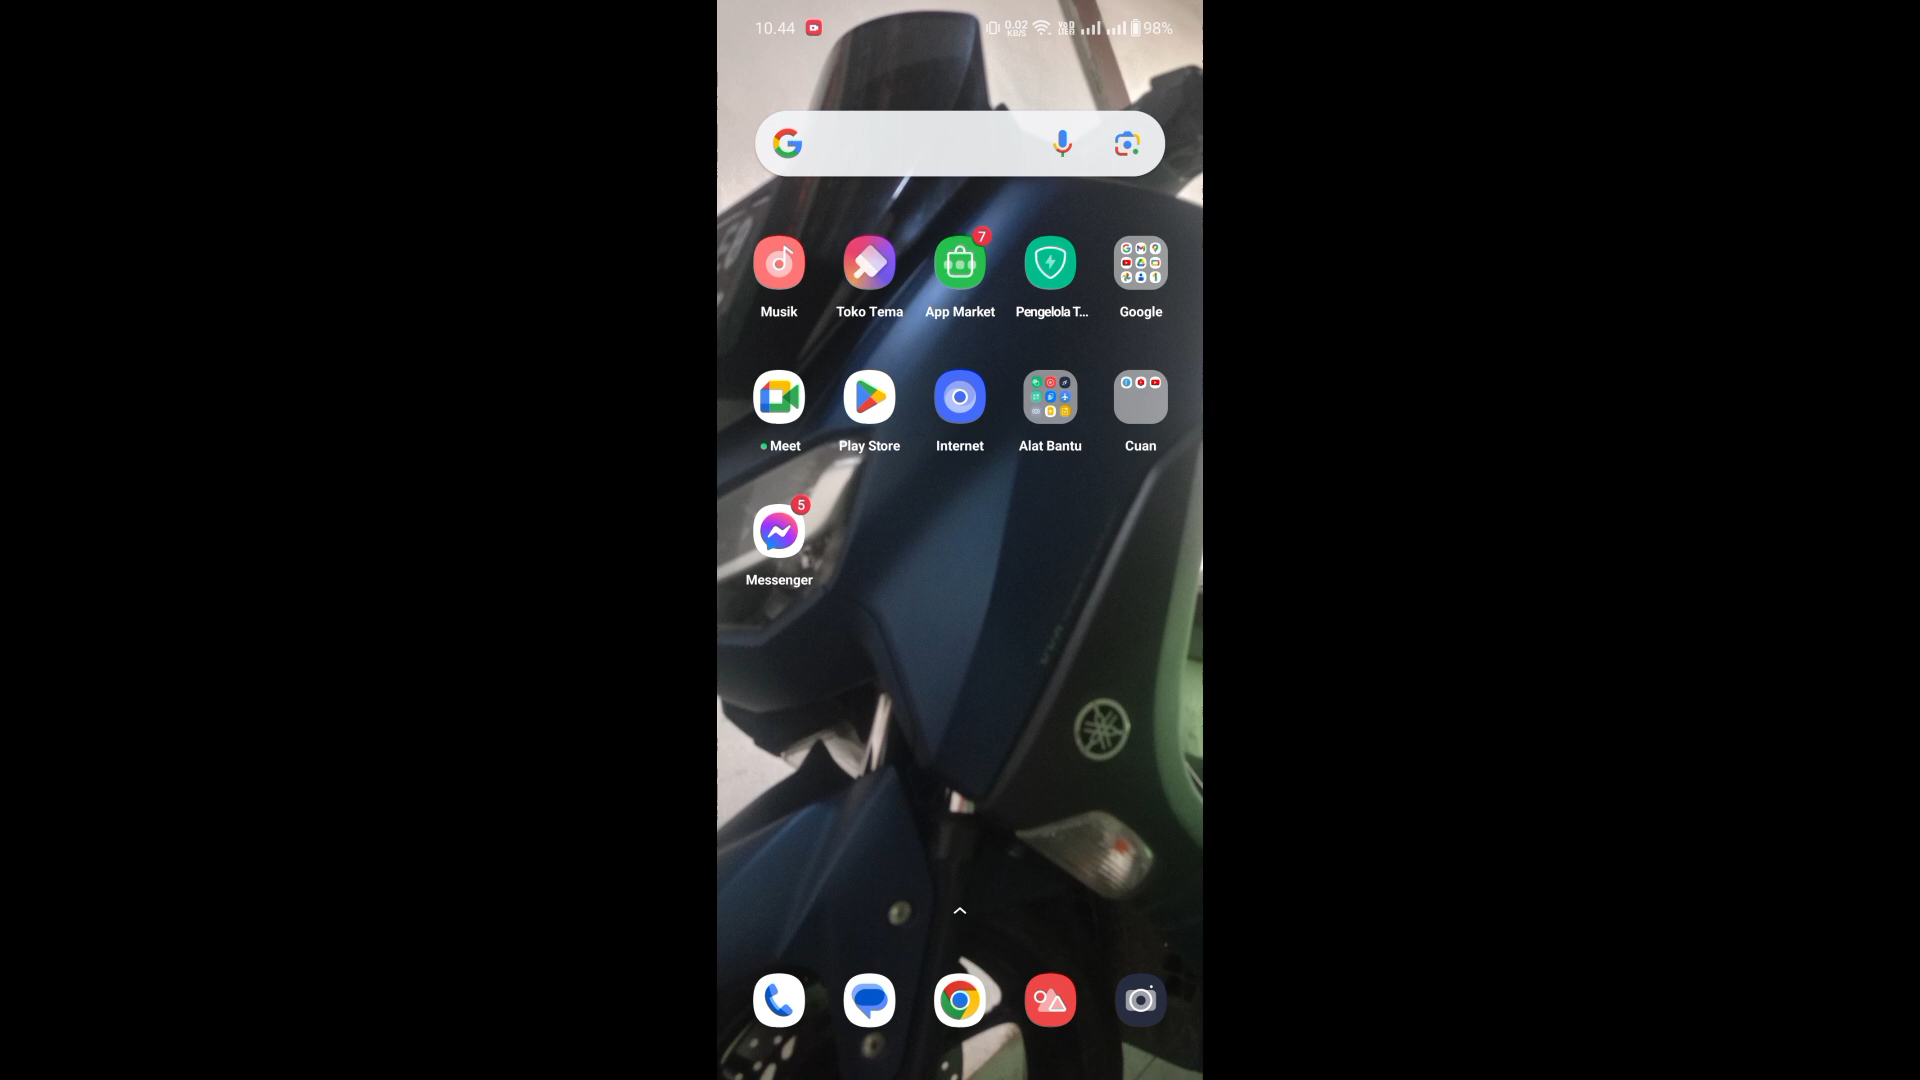 10.44 0.02 KB/S 98%
7
Musik Toko Tema App Market Pengelola T... Google
Meet Play Store Internet Alat Bantu Cuan
5
Messenger